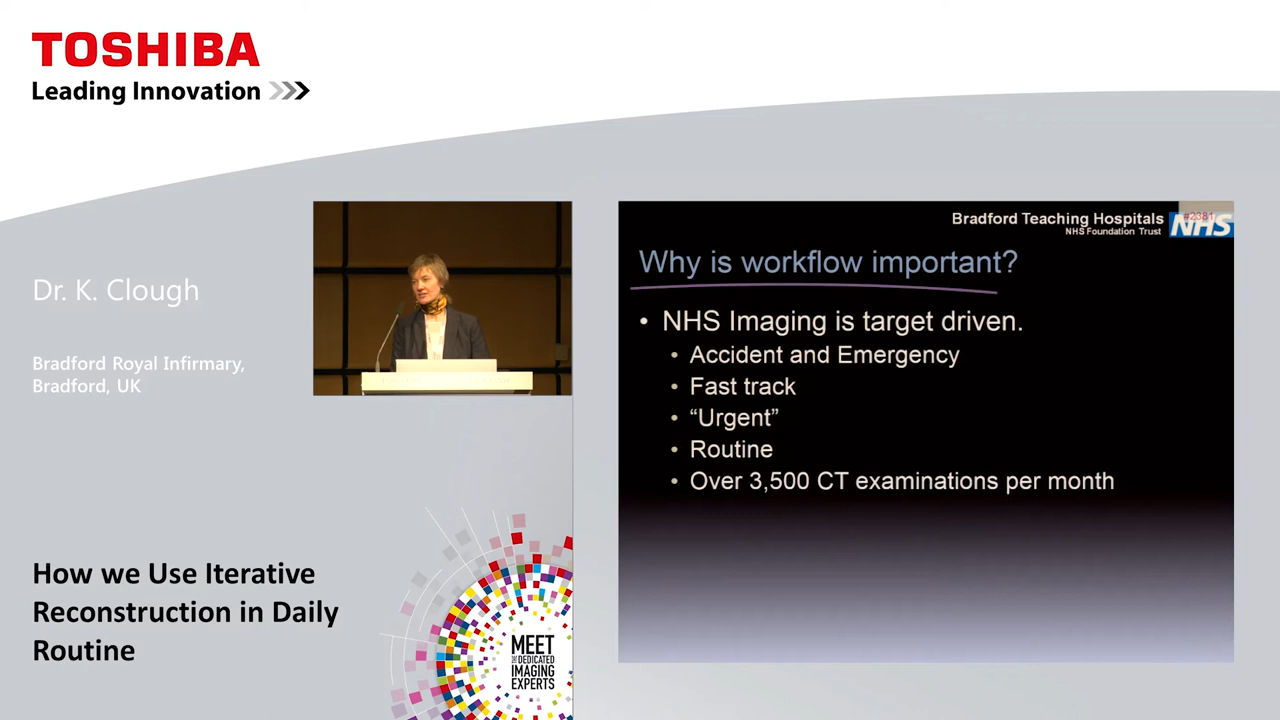 TOSHIBA
Leading Innovation
Dr. K. Clough
Bradford Royal Infirmary,
Bradford, UK
How we Use Iterative
Reconstruction in Daily
Routine
MEET
THE DEDICATED
IMAGING
EXPERTS
Bradford Teaching Hospitals
NHS Foundation Trust
#2381
NHS
Why is workflow important?
• NHS Imaging is target driven.
• Accident and Emergency
• Fast track
• “Urgent”
• Routine
• Over 3,500 CT examinations per month